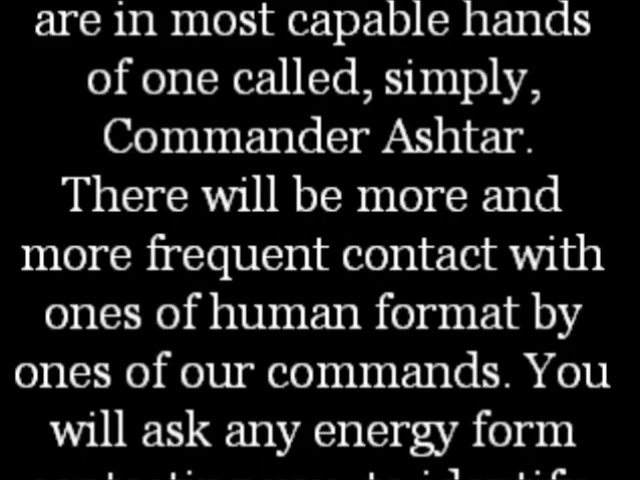 are in most capable hands
of one called, simply,
Commander Ashtar.
There will be more and
more frequent contact with
ones of human format by
ones of our commands. You
will ask any energy form